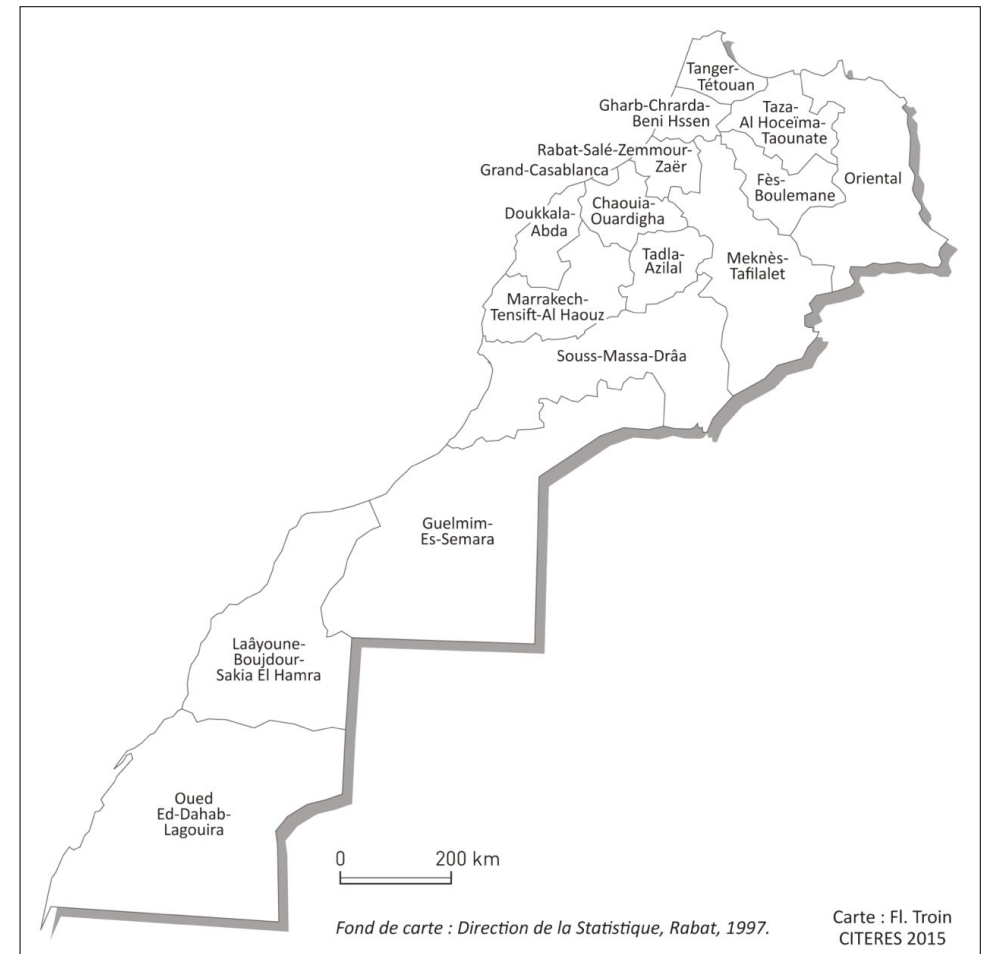 Tanger-
Tétouan
Gharb-Chrarda-
Beni Hssen
Taza-
Al Hoceïma-
Taounate
Rabat-Salé-Zemmour-
Zaër
Grand-Casablanca
Fès-
Boulemane
Oriental
Doukkala-
Abda
Chaouia-
Ouardigha
Tadla-
Azilal
Meknès-
Tafilalet
Marrakech-
Tensift-Al Haouz
Souss-Massa-Drâa
Guelmim-
Es-Semara
Laâyoune-
Boujdour-
Sakia El Hamra
Oued
Ed-Dahab-
Lagouira
0 200 km
Fond de carte : Direction de la Statistique, Rabat, 1997.
Carte : Fl. Troin
CITERES 2015